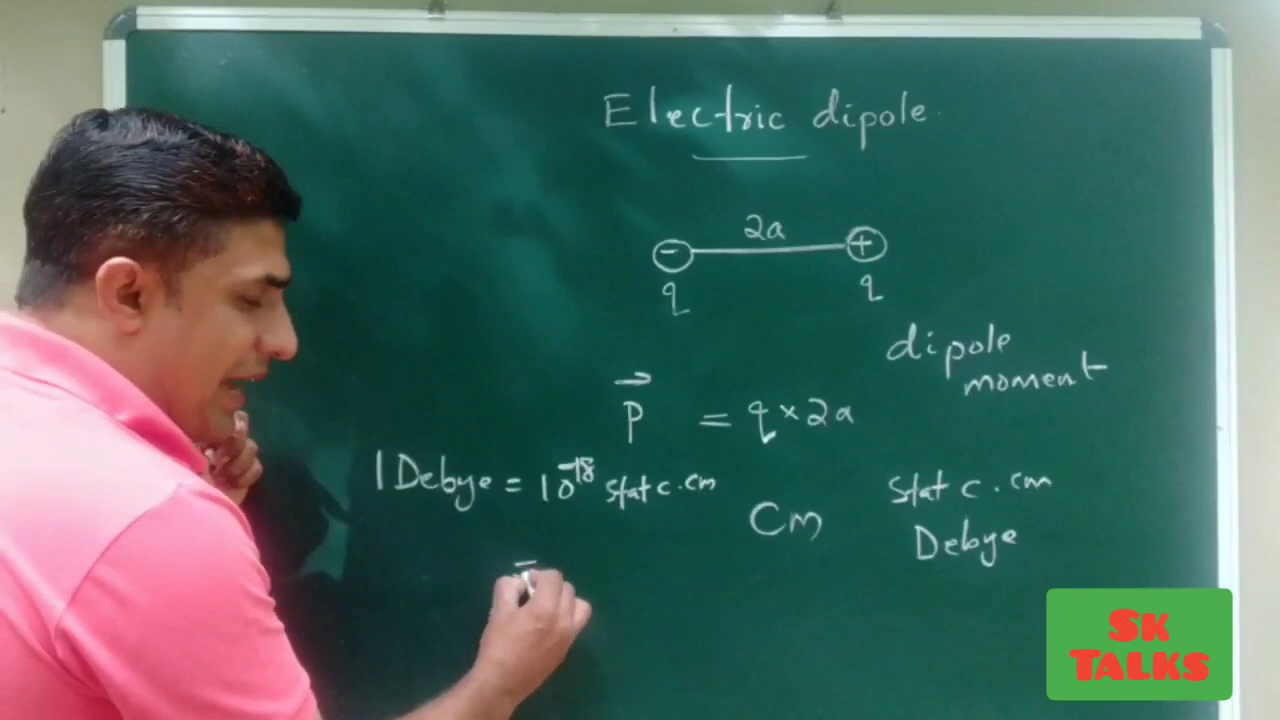 Electric dipole
2a
- +
q q
dipole
moment
P = q × 2a
1 Debye = 10⁻¹⁸ stat c. cm
Cm
Stat c. cm
Debye
=
SK
TALKS